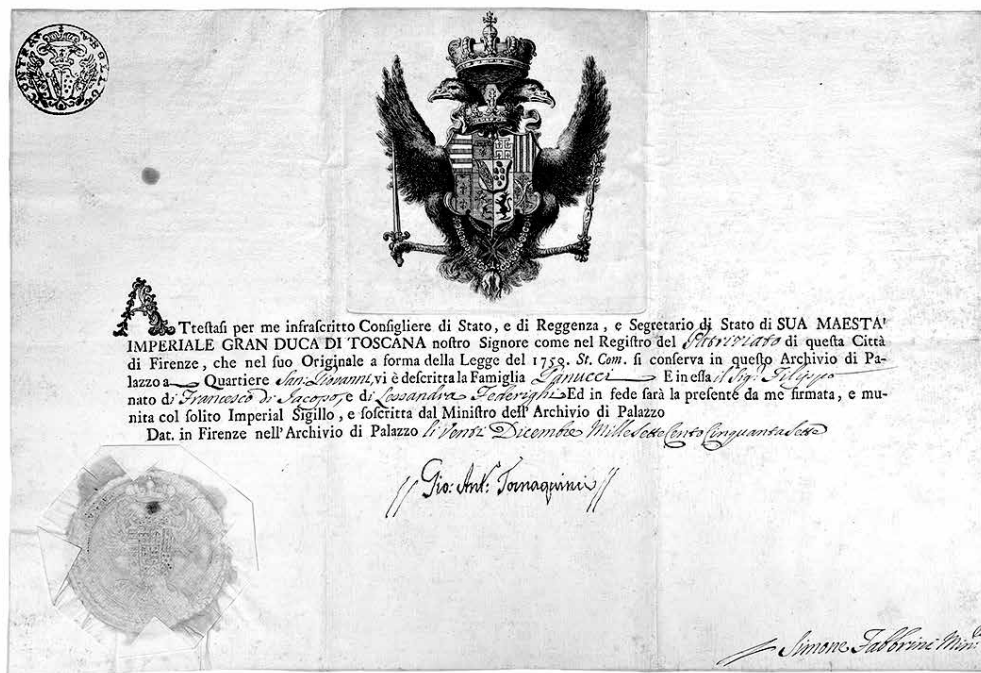 CONTRA SOLTUM
ATtestasi per me infrascritto Consigliere di Stato, e di Reggenza, e Segretario di Stato di SUA MAESTA'
IMPERIALE GRAN DUCA DI TOSCANA nostro Signore come nel Registro del Patriziato di questa Città
di Firenze, che nel suo Originale a forma della Legge del 1750. St. Com. si conserva in questo Archivio di Pa-
lazzo a Quartiere San Giovanni, vi è descritta la Famiglia Panucci E in essa il Sig.r Filippo
nato di Francesco di Jacopo, e di Lessandra Federighi Ed in fede sarà la presente da me firmata, e mu-
nita col solito Imperial Sigillo, e soscritta dal Ministro dell' Archivio di Palazzo
Dat. in Firenze nell'Archivio di Palazzo li Venti Dicembre Mille Sette Cento Cinquanta Sette
Gio: Ant.o Tornaquinci
Simone Fabbrini Min.